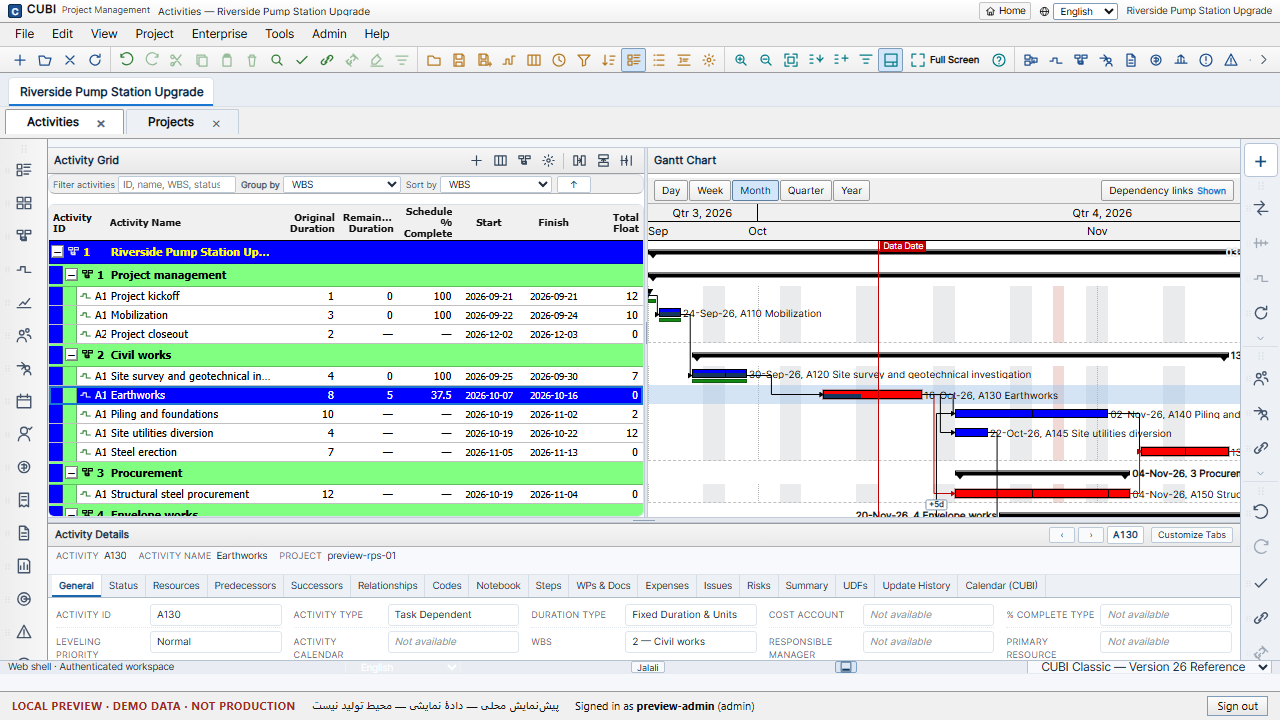 CUBI Project Management Activities — Riverside Pump Station Upgrade Home English Riverside Pump Station Upgrade
File Edit View Project Enterprise Tools Admin Help
Full Screen
Riverside Pump Station Upgrade
Activities Projects
Activity Grid
Filter activities ID, name, WBS, status Group by WBS Sort by WBS
Activity ID Activity Name Original Duration Remain... Duration Schedule % Complete Start Finish Total Float
1 Riverside Pump Station Up...
1 Project management
A1 Project kickoff 1 0 100 2026-09-21 2026-09-21 12
A1 Mobilization 3 0 100 2026-09-22 2026-09-24 10
A2 Project closeout 2 — — 2026-12-02 2026-12-03 0
2 Civil works
A1 Site survey and geotechnical in... 4 0 100 2026-09-25 2026-09-30 7
A1 Earthworks 8 5 37.5 2026-10-07 2026-10-16 0
A1 Piling and foundations 10 — — 2026-10-19 2026-11-02 2
A1 Site utilities diversion 4 — — 2026-10-19 2026-10-22 12
A1 Steel erection 7 — — 2026-11-05 2026-11-13 0
3 Procurement
A1 Structural steel procurement 12 — — 2026-10-19 2026-11-04 0
4 Envelope works
Gantt Chart
Day Week Month Quarter Year Dependency links Shown
Qtr 3, 2026 Qtr 4, 2026
Sep Oct Nov
Data Date
24-Sep-26, A110 Mobilization
13
30-Sep-26, A120 Site survey and geotechnical investigation
16-Oct-26, A130 Earthworks
02-Nov-26, A140 Piling and
22-Oct-26, A145 Site utilities diversion
13
04-Nov-26, 3 Procurem
04-Nov-26, A150 Struc
+5d
20-Nov-26, 4 Envelope works
Activity Details A130 Customize Tabs
ACTIVITY A130 ACTIVITY NAME Earthworks PROJECT preview-rps-01
General Status Resources Predecessors Successors Relationships Codes Notebook Steps WPs & Docs Expenses Issues Risks Summary UDFs Update History Calendar (CUBI)
ACTIVITY ID A130 ACTIVITY TYPE Task Dependent DURATION TYPE Fixed Duration & Units COST ACCOUNT Not available % COMPLETE TYPE Not available
LEVELING PRIORITY Normal ACTIVITY CALENDAR Not available WBS 2 — Civil works RESPONSIBLE MANAGER Not available PRIMARY RESOURCE Not available
Web shell · Authenticated workspace English Jalali CUBI Classic — Version 26 Reference
LOCAL PREVIEW · DEMO DATA · NOT PRODUCTION پیش‌نمایش محلی — دادهٔ نمایشی — محیط تولید نیست Signed in as preview-admin (admin) Sign out